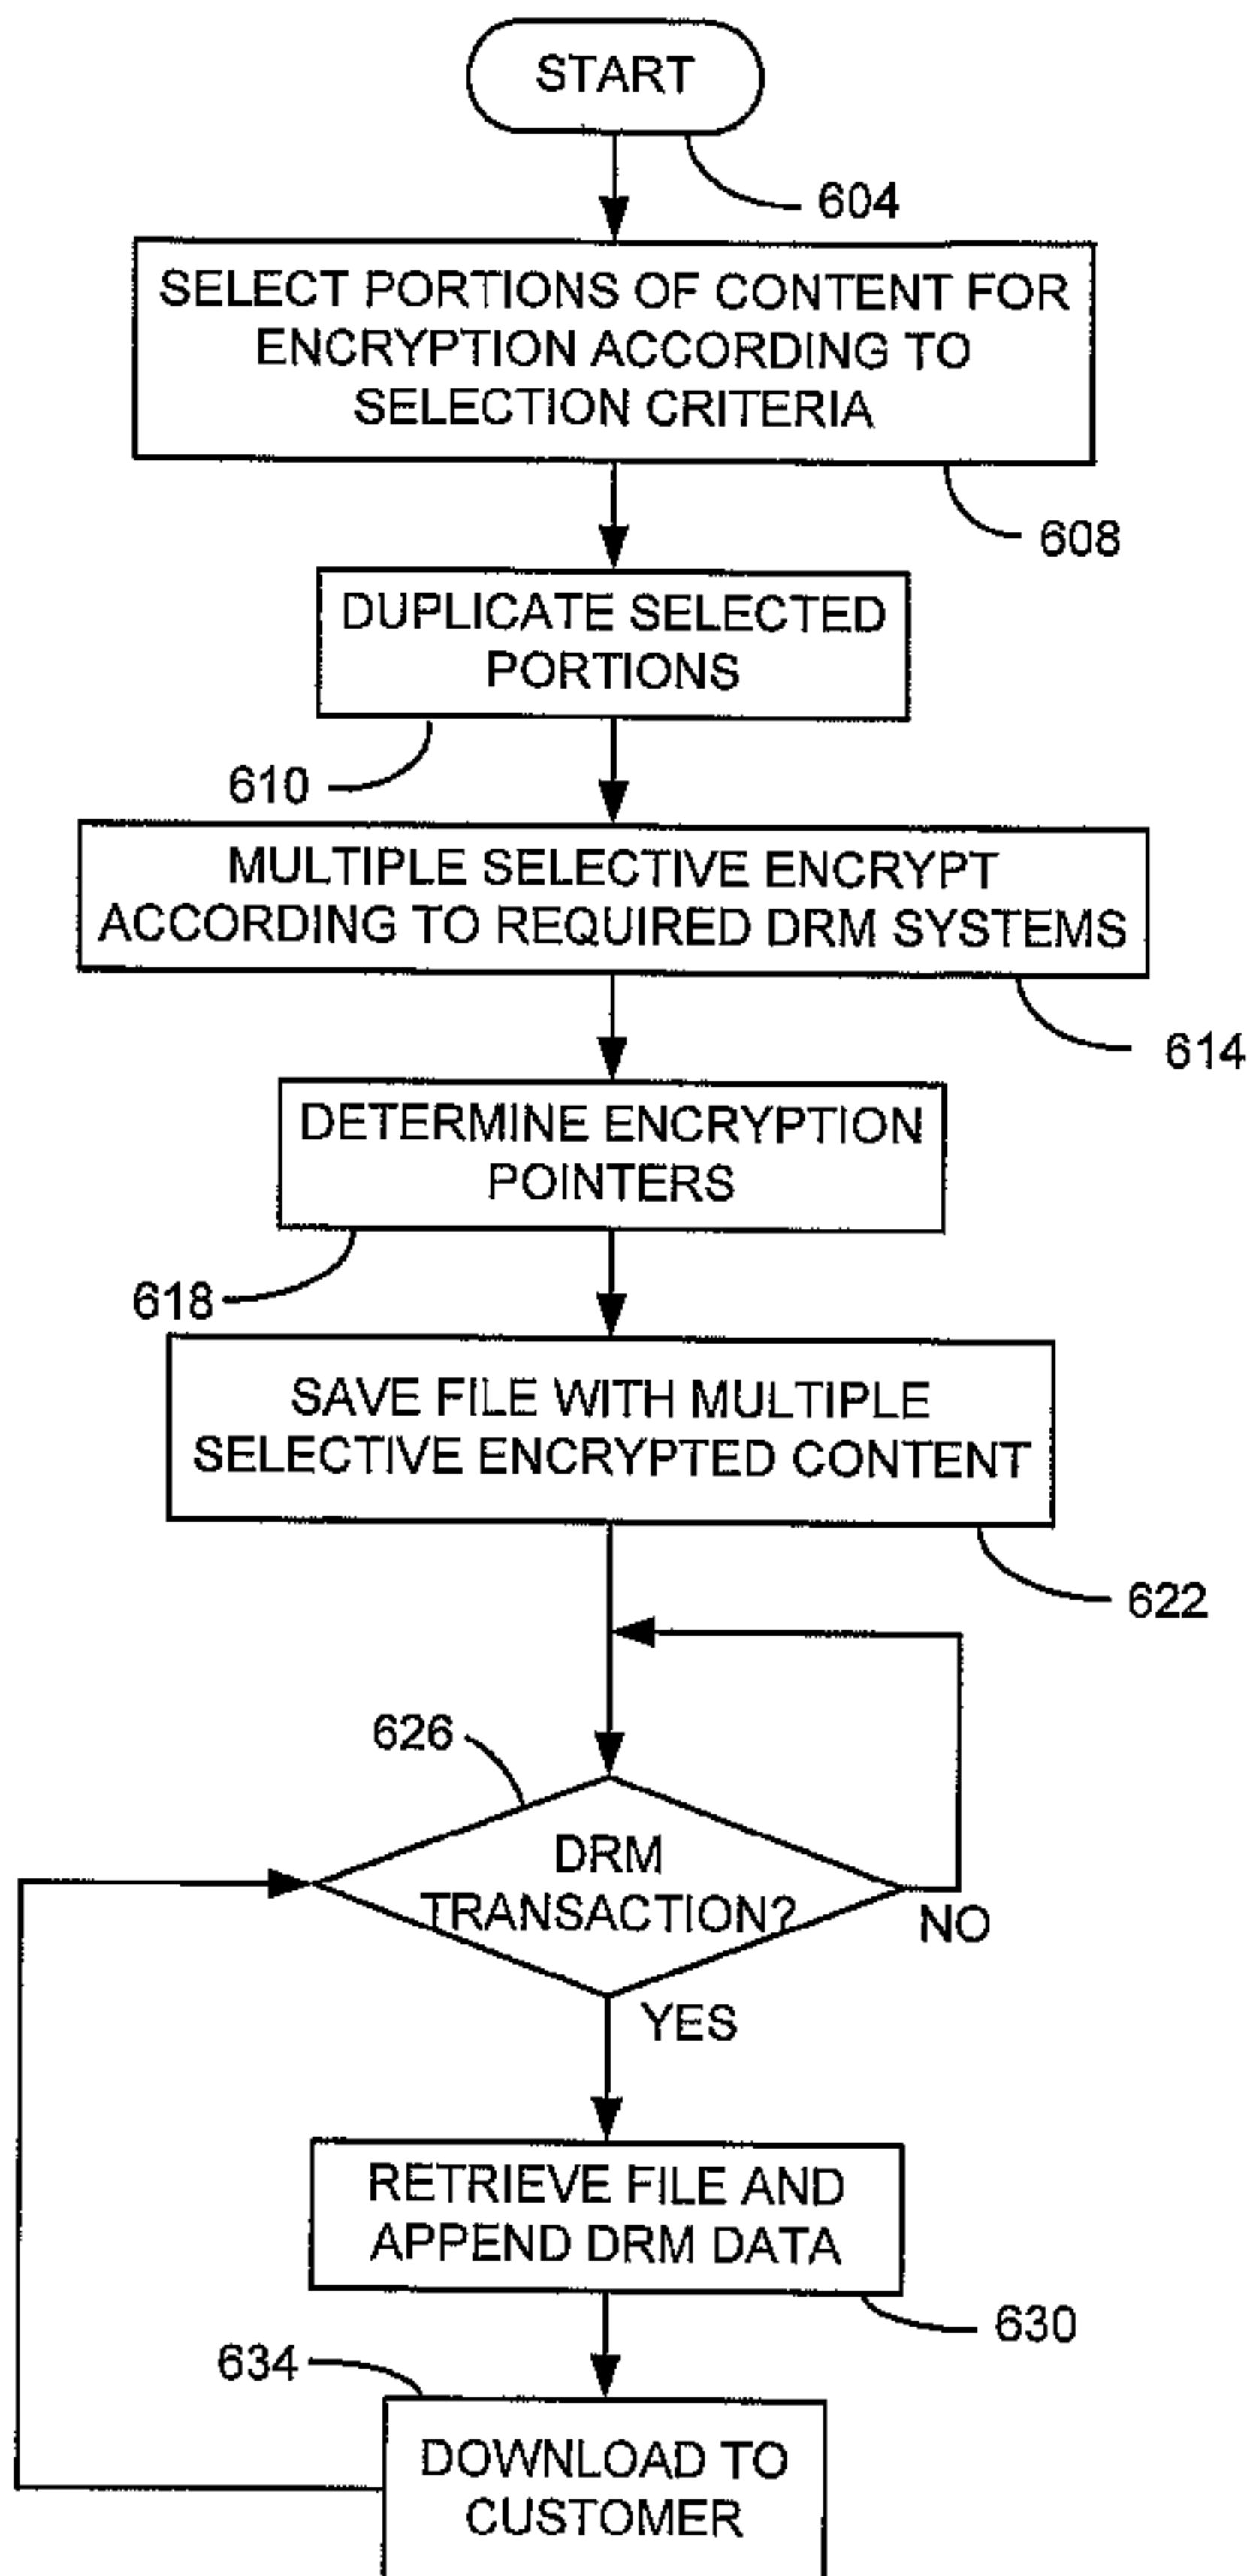 START
604
SELECT PORTIONS OF CONTENT FOR
ENCRYPTION ACCORDING TO
SELECTION CRITERIA
608
DUPLICATE SELECTED
PORTIONS
610
MULTIPLE SELECTIVE ENCRYPT
ACCORDING TO REQUIRED DRM SYSTEMS
614
DETERMINE ENCRYPTION
POINTERS
618
SAVE FILE WITH MULTIPLE
SELECTIVE ENCRYPTED CONTENT
622
626
DRM
TRANSACTION?
NO
YES
RETRIEVE FILE AND
APPEND DRM DATA
630
634
DOWNLOAD TO
CUSTOMER